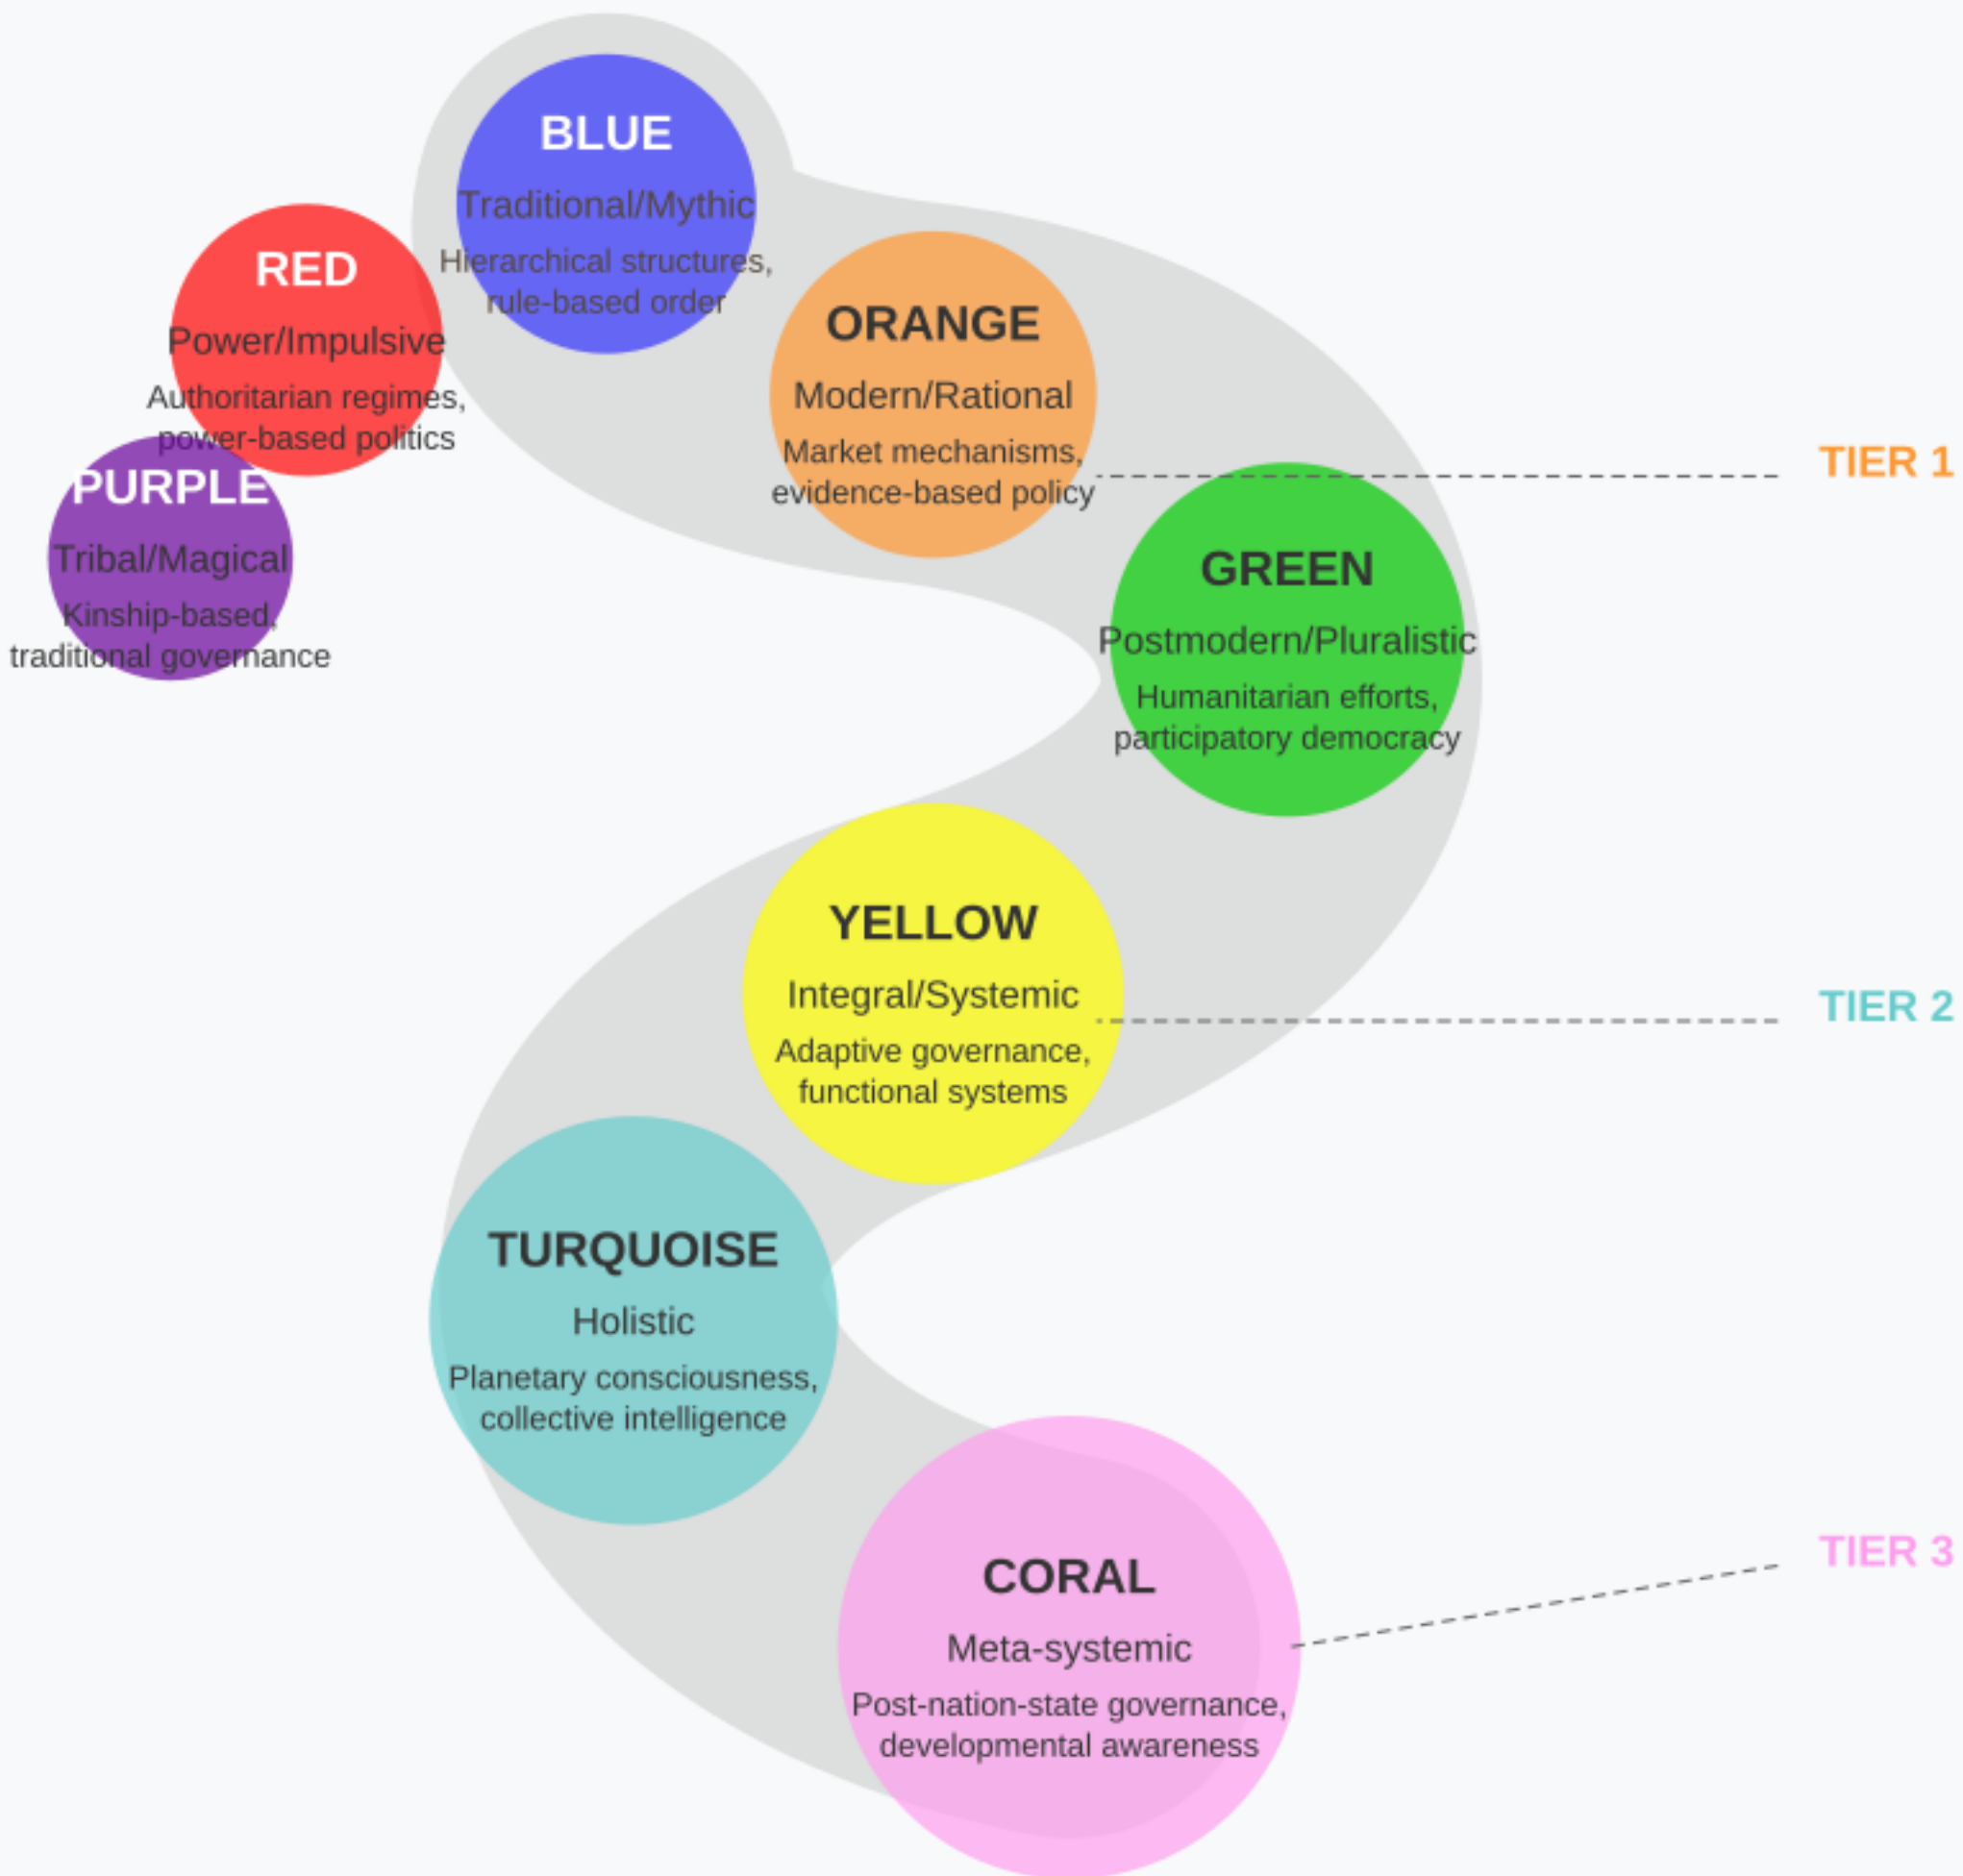 BLUE
Traditional/Mythic
Hierarchical structures,
rule-based order
RED
Power/Impulsive
Authoritarian regimes,
power-based politics
ORANGE
Modern/Rational
Market mechanisms,
evidence-based policy
TIER 1
PURPLE
Tribal/Magical
Kinship-based,
traditional governance
GREEN
Postmodern/Pluralistic
Humanitarian efforts,
participatory democracy
YELLOW
Integral/Systemic
Adaptive governance,
functional systems
TIER 2
TURQUOISE
Holistic
Planetary consciousness,
collective intelligence
CORAL
Meta-systemic
Post-nation-state governance,
developmental awareness
TIER 3